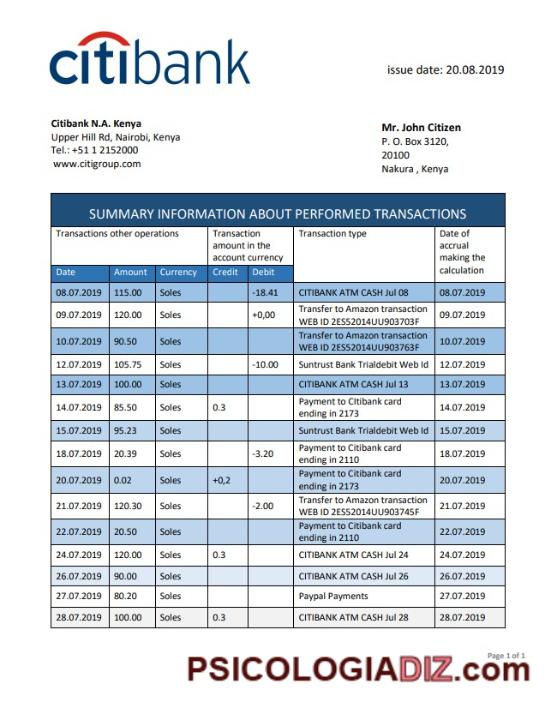 citibank
issue date: 20.08.2019
Citibank N.A. Kenya
Upper Hill Rd, Nairobi, Kenya
Tel.: +51 1 2152000
www.citigroup.com
Mr. John Citizen
P. O. Box 3120,
20100
Nakura , Kenya
SUMMARY INFORMATION ABOUT PERFORMED TRANSACTIONS
Transactions other operations
Transaction
amount in the
account currency
Transaction type
Date of
accrual
making the
calculation
Date Amount Currency Credit Debit
08.07.2019 115.00 Soles -18.41 CITIBANK ATM CASH Jul 08 08.07.2019
09.07.2019 120.00 Soles +0,00 Transfer to Amazon transaction
WEB ID 2ES52014UU903703F 09.07.2019
10.07.2019 90.50 Soles Transfer to Amazon transaction
WEB ID 2ES52014UU903763F 10.07.2019
12.07.2019 105.75 Soles -10.00 Suntrust Bank Trialdebit Web Id 12.07.2019
13.07.2019 100.00 Soles CITIBANK ATM CASH Jul 13 13.07.2019
14.07.2019 85.50 Soles 0.3 Payment to CItibank card
ending in 2173 14.07.2019
15.07.2019 95.23 Soles Suntrust Bank Trialdebit Web Id 15.07.2019
18.07.2019 20.39 Soles -3.20 Payment to Citibank card
ending in 2110 18.07.2019
20.07.2019 0.02 Soles +0,2 Payment to Citibank card
ending in 2173 20.07.2019
21.07.2019 120.30 Soles -2.00 Transfer to Amazon transaction
WEB ID 2ES52014UU903745F 21.07.2019
22.07.2019 20.50 Soles Payment to Citibank card
ending in 2110 22.07.2019
24.07.2019 120.00 Soles 0.3 CITIBANK ATM CASH Jul 24 24.07.2019
26.07.2019 90.00 Soles CITIBANK ATM CASH Jul 26 26.07.2019
27.07.2019 80.20 Soles Paypal Payments 27.07.2019
28.07.2019 100.00 Soles 0.3 CITIBANK ATM CASH Jul 28 28.07.2019
Page 1 of 1
PSICOLOGIADIZ.com